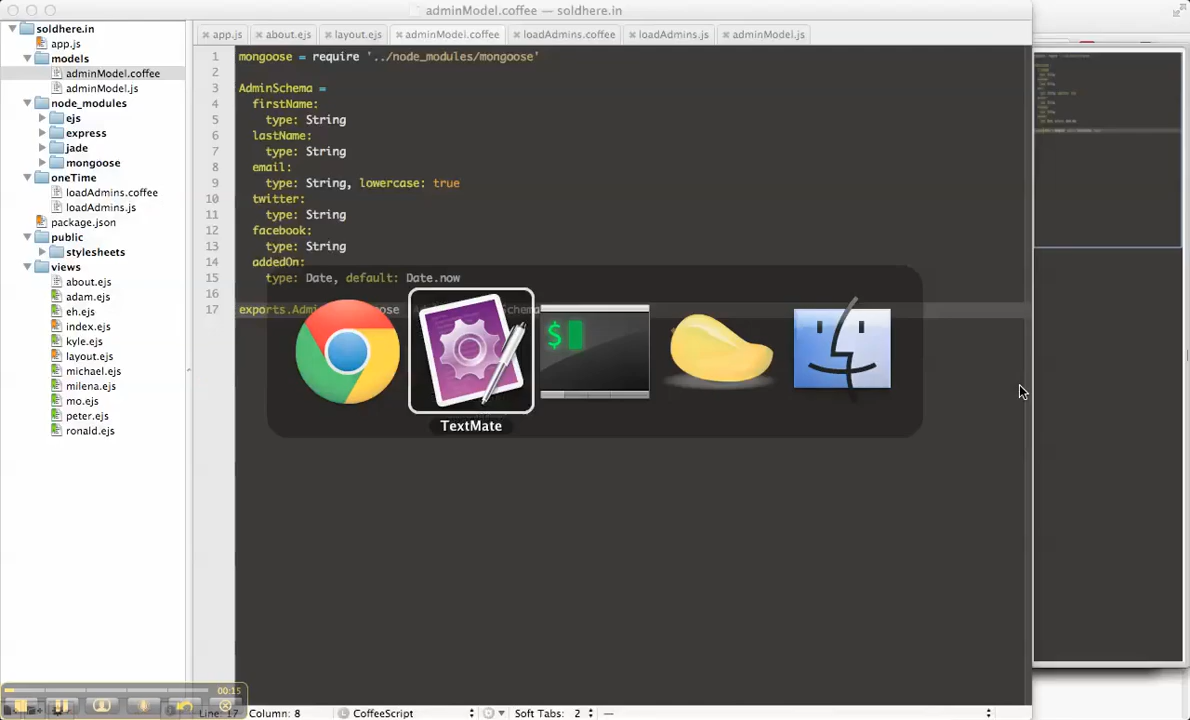 adminModel.coffee — soldhere.in
soldhere.in
app.js
models
adminModel.coffee
adminModel.js
node_modules
ejs
express
jade
mongoose
oneTime
loadAdmins.coffee
loadAdmins.js
package.json
public
stylesheets
views
about.ejs
adam.ejs
eh.ejs
index.ejs
kyle.ejs
layout.ejs
michael.ejs
milena.ejs
mo.ejs
peter.ejs
ronald.ejs
app.js about.ejs layout.ejs adminModel.coffee loadAdmins.coffee loadAdmins.js adminModel.js
1 mongoose = require '../node_modules/mongoose'
2
3 AdminSchema =
4 firstName:
5 type: String
6 lastName:
7 type: String
8 email:
9 type: String, lowercase: true
10 twitter:
11 type: String
12 facebook:
13 type: String
14 addedOn:
15 type: Date, default: Date.now
16
17
$
TextMate
00:15
Line: 17 Column: 8 CoffeeScript Soft Tabs: 2 —